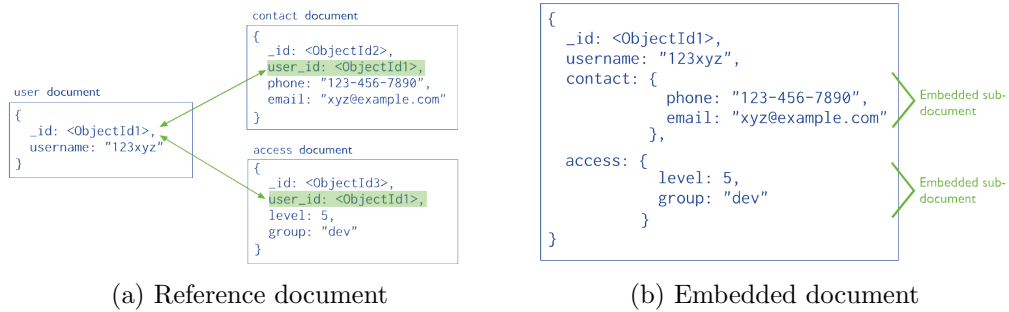 user document
{
_id: <ObjectId1>,
username: "123xyz"
}
contact document
{
_id: <ObjectId2>,
user_id: <ObjectId1>,
phone: "123-456-7890",
email: "xyz@example.com"
}
access document
{
_id: <ObjectId3>,
user_id: <ObjectId1>,
level: 5,
group: "dev"
}
(a) Reference document
{
_id: <ObjectId1>,
username: "123xyz",
contact: {
phone: "123-456-7890",
email: "xyz@example.com"
},
access: {
level: 5,
group: "dev"
}
}
Embedded sub-
document
Embedded sub-
document
(b) Embedded document